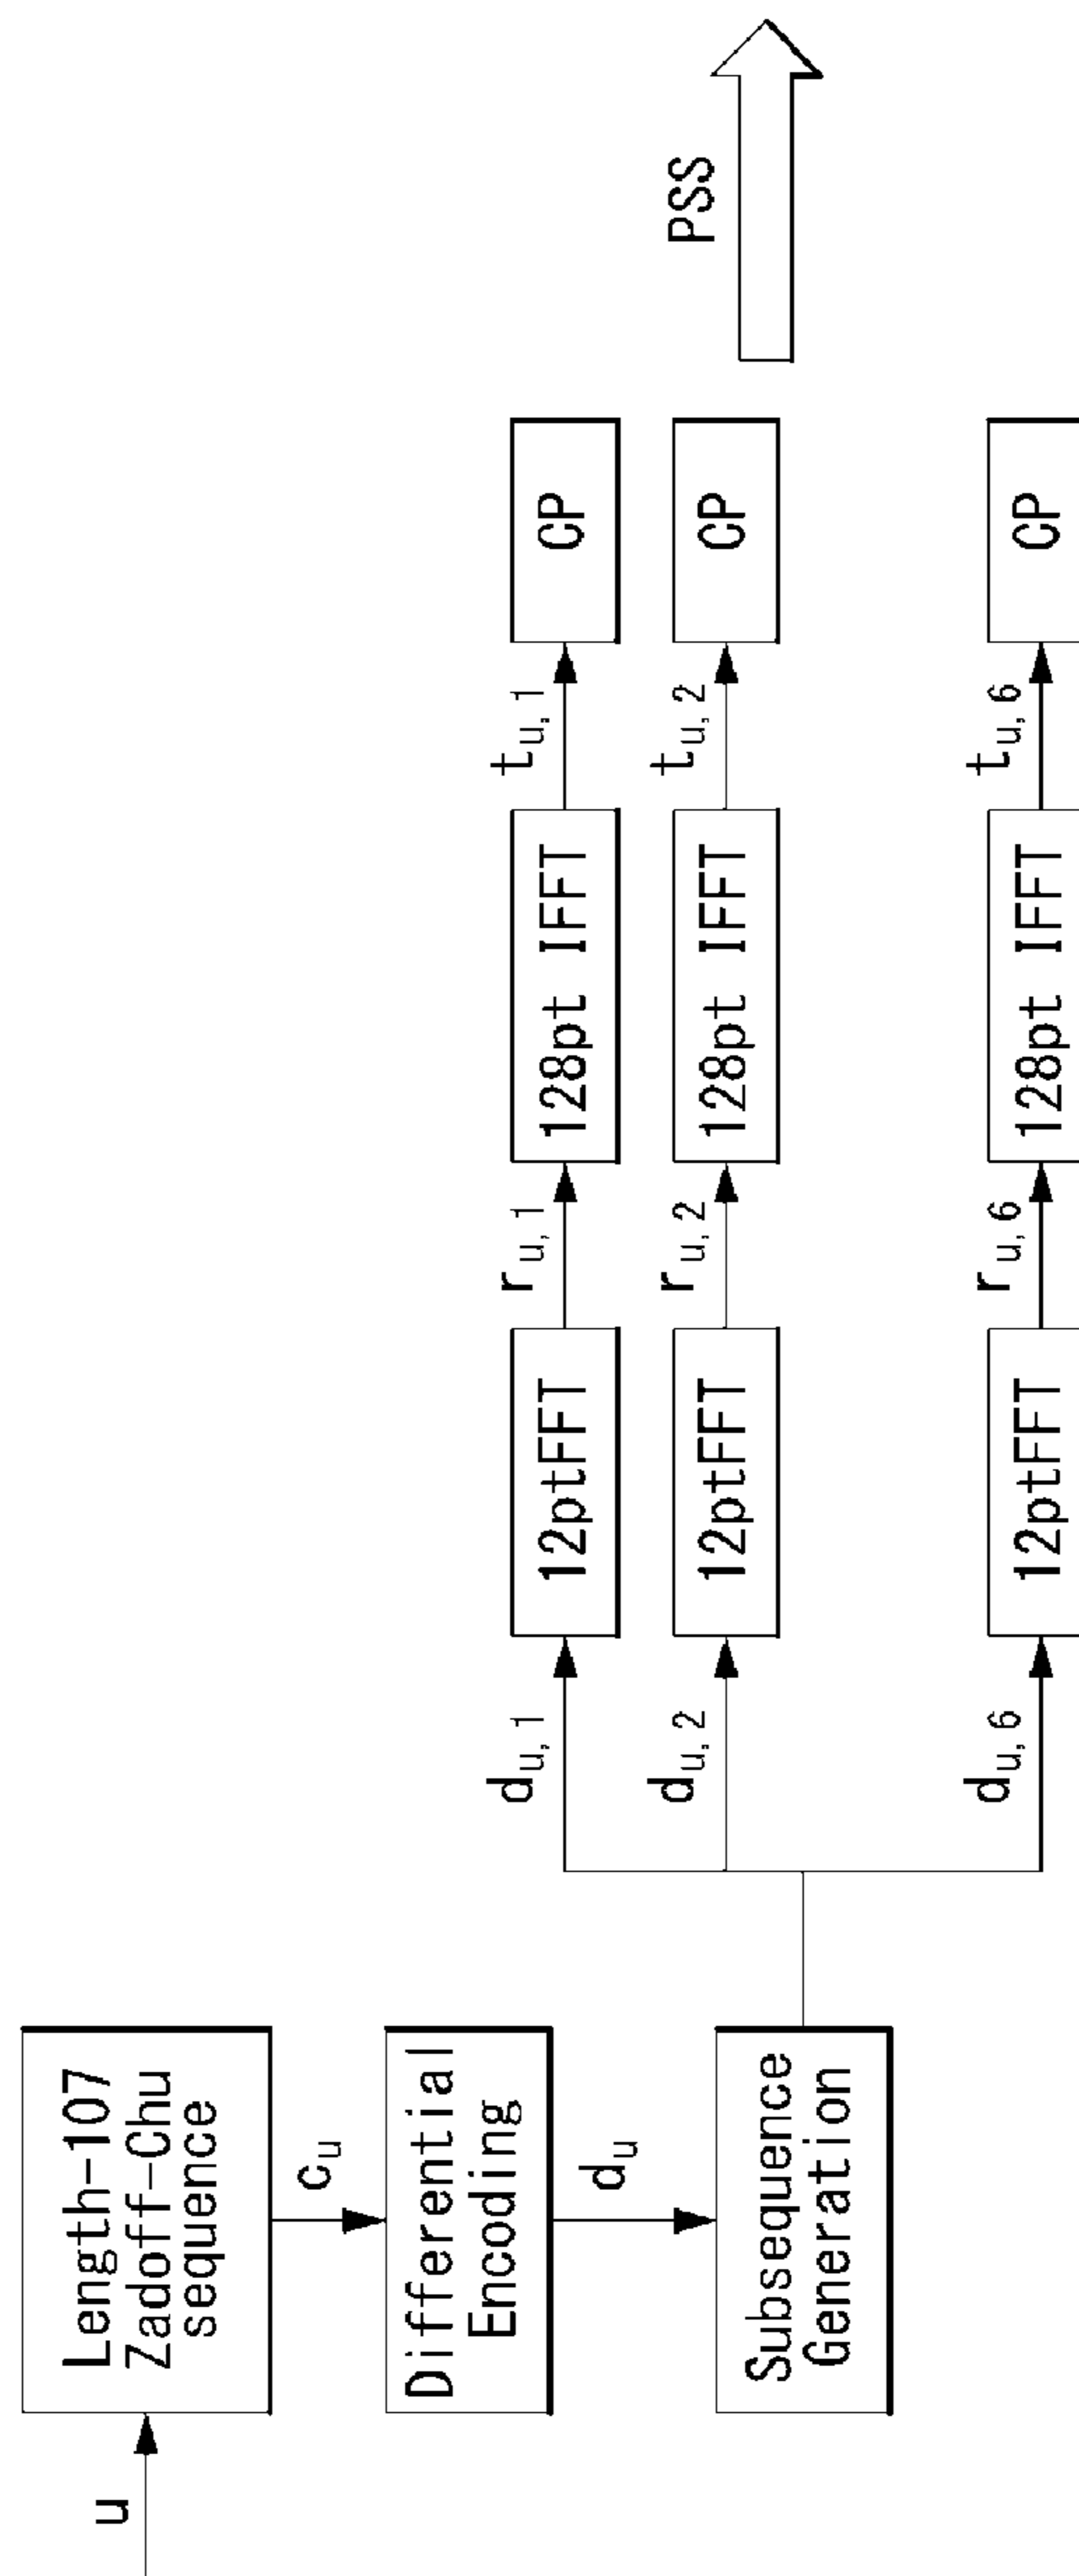 u
Length-107
Zadoff-Chu
sequence
c_u
Differential
Encoding
d_u
Subsequence
Generation
d_u,1
12ptFFT
r_u,1
128pt IFFT
t_u,1
CP
d_u,2
12ptFFT
r_u,2
128pt IFFT
t_u,2
CP
d_u,6
12ptFFT
r_u,6
128pt IFFT
t_u,6
CP
PSS